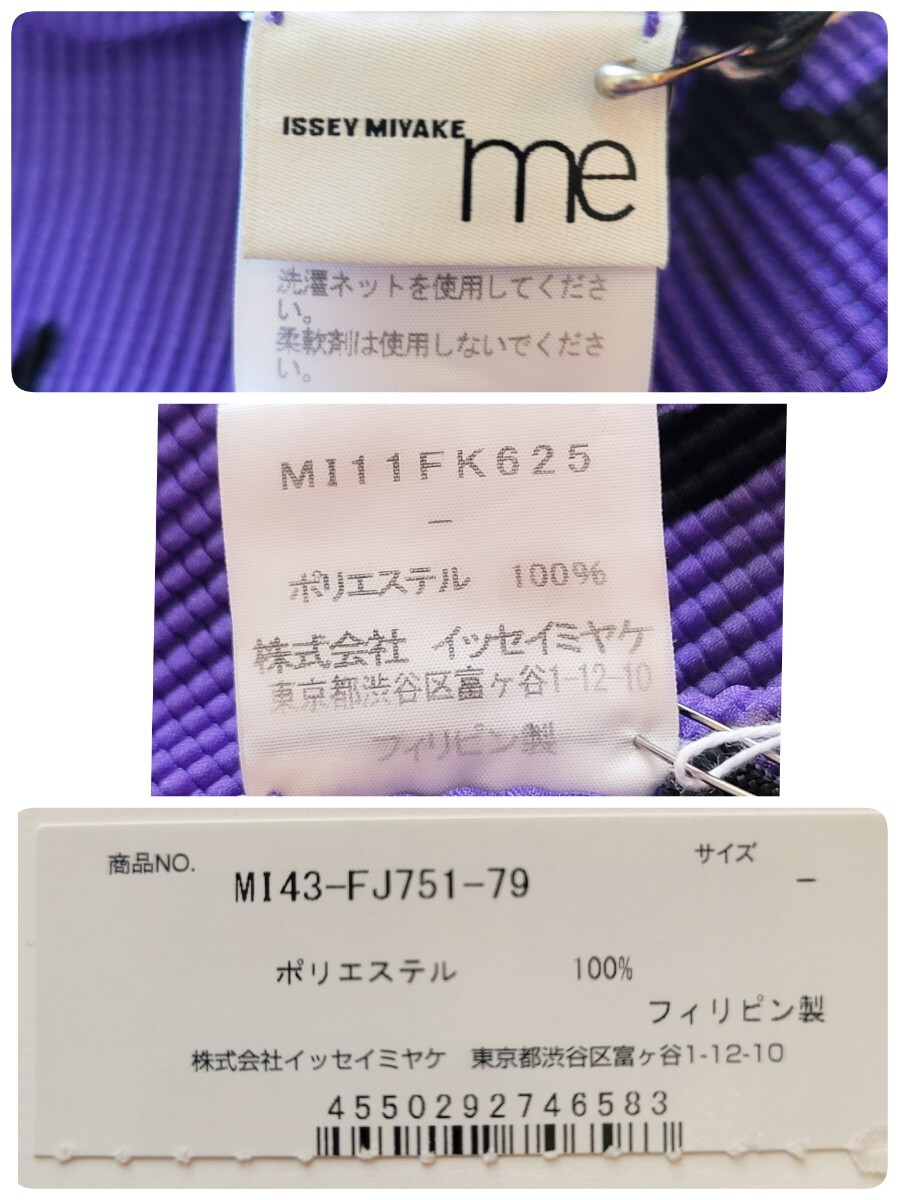 ISSEY MIYAKE
me
洗濯ネットを使用してくださ
い。
柔軟剤は使用しないでくださ
い。
MI11FK625
－
ポリエステル 100%
株式会社 イッセイミヤケ
東京都渋谷区富ヶ谷1-12-10
フィリピン製
商品NO. MI43-FJ751-79 サイズ －
ポリエステル 100%
フィリピン製
株式会社イッセイミヤケ 東京都渋谷区富ヶ谷1-12-10
4550292746583